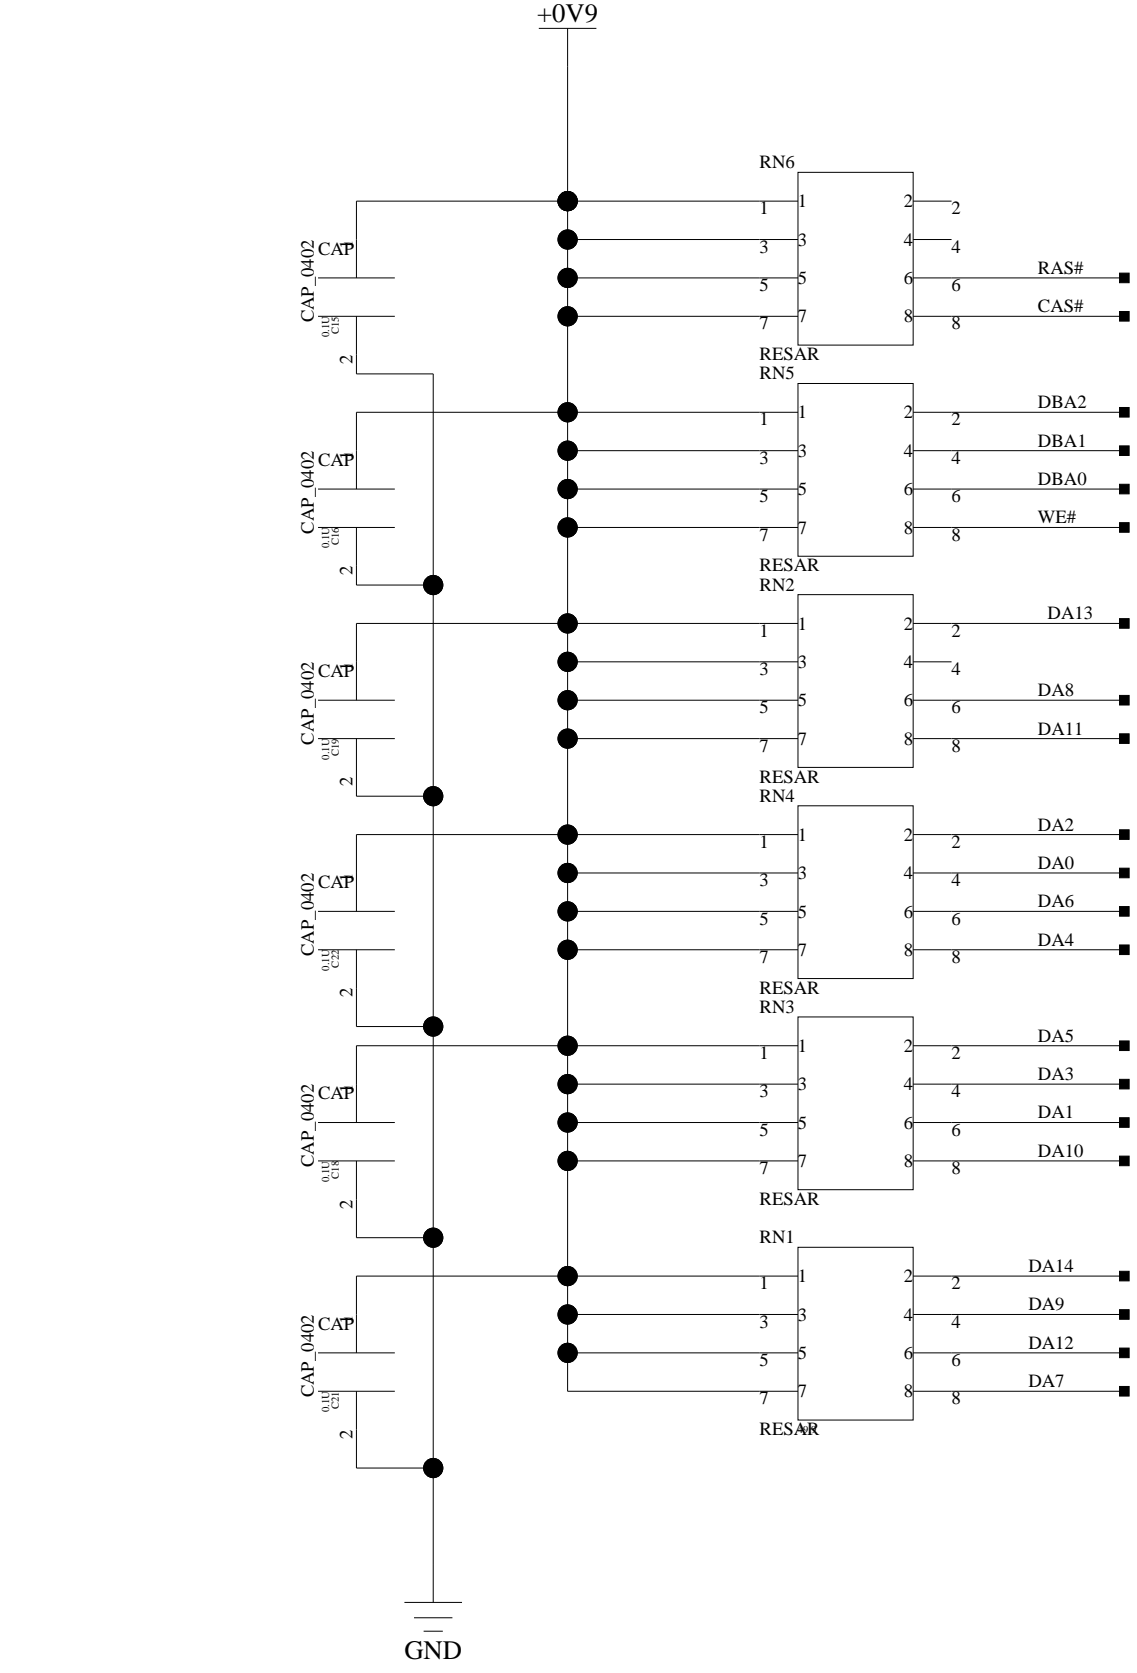 +0V9
RN6
1 1 2 2
3 3 4 4
CAP
CAP_0402
5 5 6 6 RAS#
7 7 8 8 CAS#
0.1U
C15
2
RESAR
RN5
1 1 2 2 DBA2
3 3 4 4 DBA1
CAP
CAP_0402
5 5 6 6 DBA0
7 7 8 8 WE#
0.1U
C16
2
RESAR
RN2
1 1 2 2 DA13
3 3 4 4
CAP
CAP_0402
5 5 6 6 DA8
7 7 8 8 DA11
0.1U
C19
2
RESAR
RN4
1 1 2 2 DA2
3 3 4 4 DA0
CAP
CAP_0402
5 5 6 6 DA6
7 7 8 8 DA4
0.1U
C22
2
RESAR
RN3
1 1 2 2 DA5
3 3 4 4 DA3
CAP
CAP_0402
5 5 6 6 DA1
7 7 8 8 DA10
0.1U
C18
2
RESAR
RN1
1 1 2 2 DA14
3 3 4 4 DA9
CAP
CAP_0402
5 5 6 6 DA12
7 7 8 8 DA7
0.1U
C21
2
RESAR
GND